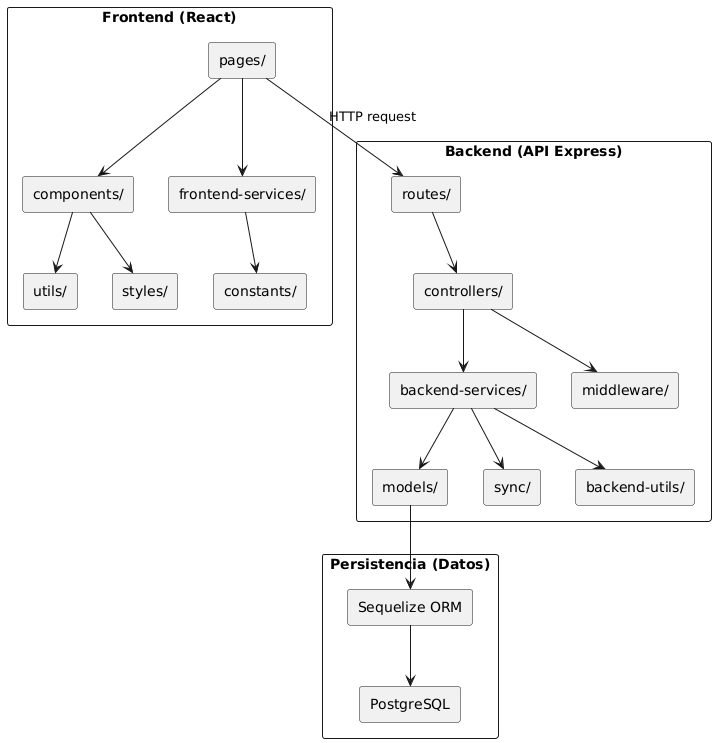 Frontend (React)
pages/
HTTP request
components/
frontend-services/
utils/
styles/
constants/
Backend (API Express)
routes/
controllers/
backend-services/
middleware/
models/
sync/
backend-utils/
Persistencia (Datos)
Sequelize ORM
PostgreSQL